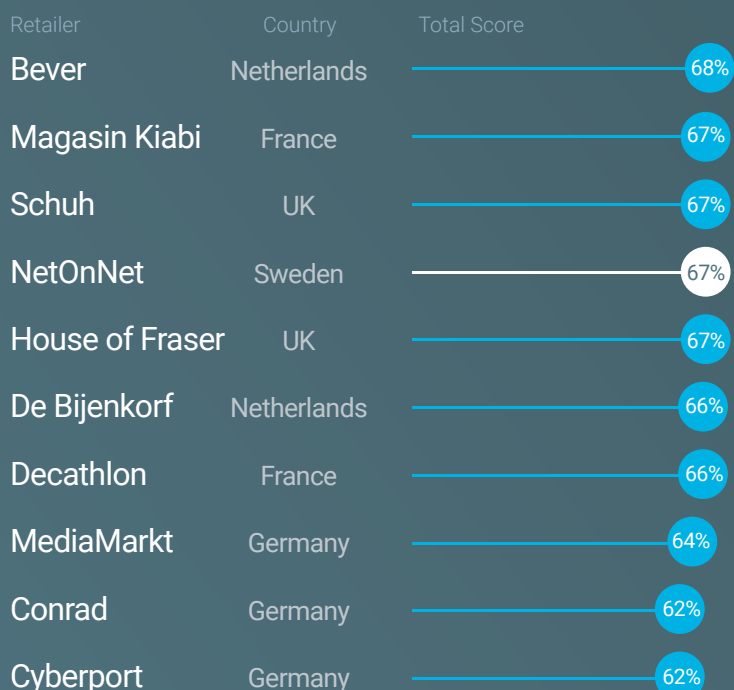 Retailer Country Total Score
Bever Netherlands 68%
Magasin Kiabi France 67%
Schuh UK 67%
NetOnNet Sweden 67%
House of Fraser UK 67%
De Bijenkorf Netherlands 66%
Decathlon France 66%
MediaMarkt Germany 64%
Conrad Germany 62%
Cyberport Germany 62%